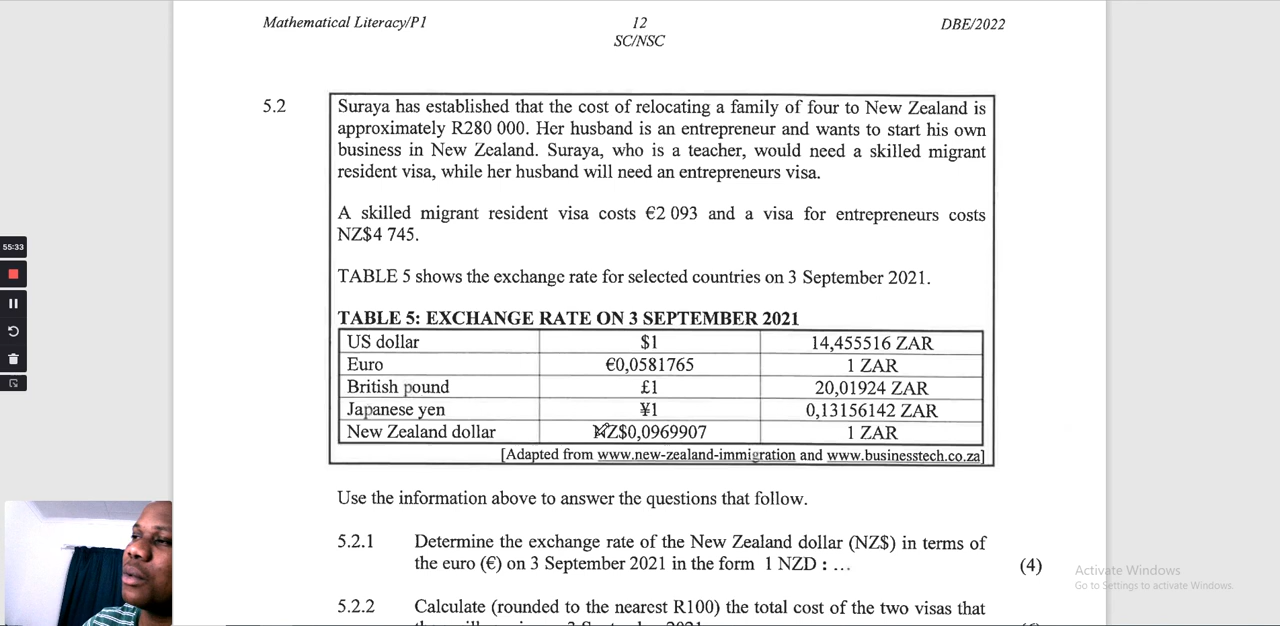 Mathematical Literacy/P1 12 DBE/2022
SC/NSC
5.2 Suraya has established that the cost of relocating a family of four to New Zealand is
approximately R280 000. Her husband is an entrepreneur and wants to start his own
business in New Zealand. Suraya, who is a teacher, would need a skilled migrant
resident visa, while her husband will need an entrepreneurs visa.
A skilled migrant resident visa costs €2 093 and a visa for entrepreneurs costs
NZ$4 745.
TABLE 5 shows the exchange rate for selected countries on 3 September 2021.
TABLE 5: EXCHANGE RATE ON 3 SEPTEMBER 2021
US dollar $1 14,455516 ZAR
Euro €0,0581765 1 ZAR
British pound £1 20,01924 ZAR
Japanese yen ¥1 0,13156142 ZAR
New Zealand dollar NZ$0,0969907 1 ZAR
[Adapted from www.new-zealand-immigration and www.businesstech.co.za]
Use the information above to answer the questions that follow.
55:33
5.2.1 Determine the exchange rate of the New Zealand dollar (NZ$) in terms of
the euro (€) on 3 September 2021 in the form 1 NZD : … (4)
Activate Windows
Go to Settings to activate Windows.
5.2.2 Calculate (rounded to the nearest R100) the total cost of the two visas that